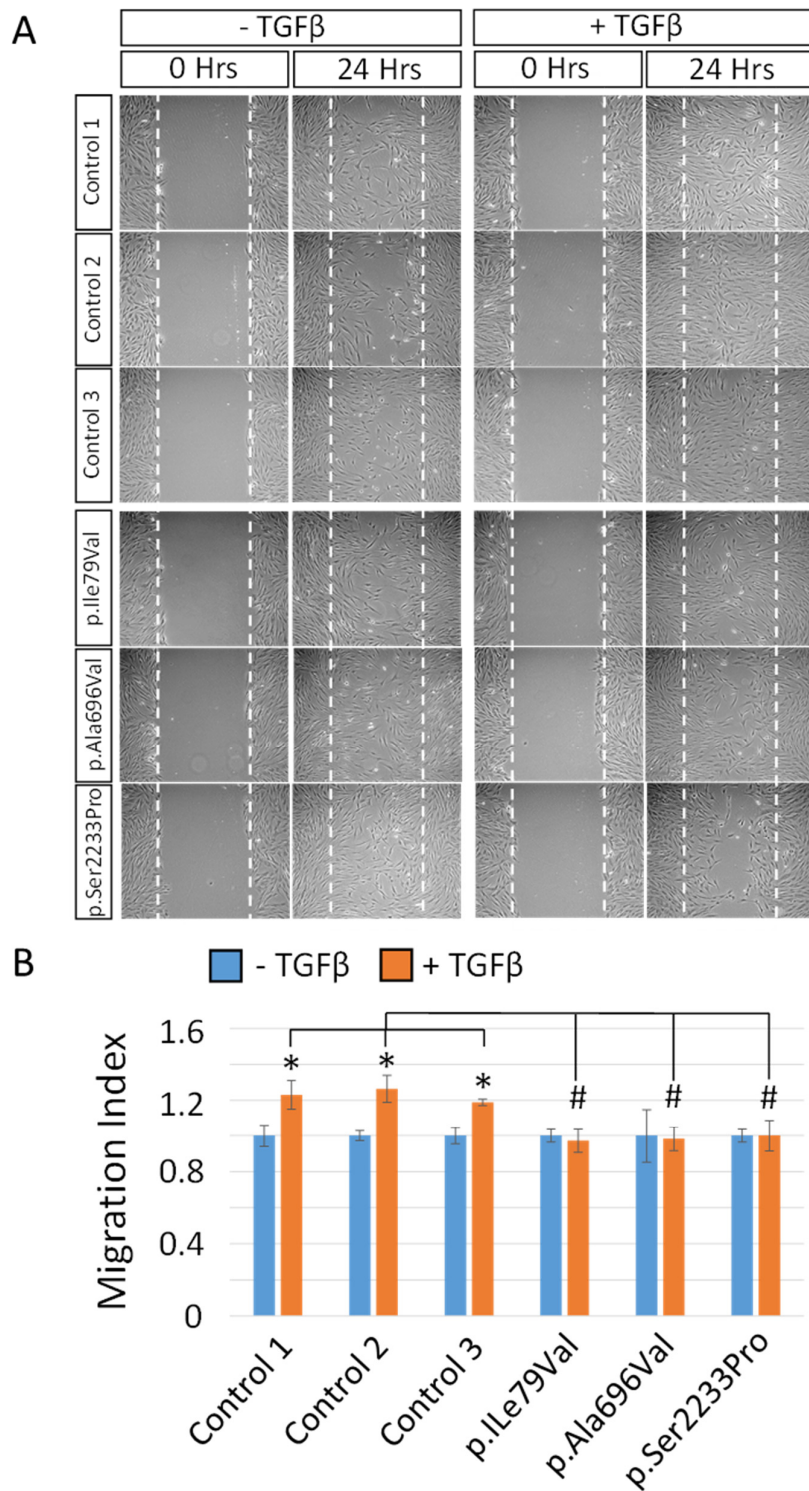 A
- TGFβ
+ TGFβ
0 Hrs
24 Hrs
0 Hrs
24 Hrs
Control 1
Control 2
Control 3
p.Ile79Val
p.Ala696Val
p.Ser2233Pro
B
- TGFβ
+ TGFβ
Migration Index
1.6
1.2
0.8
0.4
0
*
*
*
#
#
#
Control 1
Control 2
Control 3
p.ILe79Val
p.Ala696Val
p.Ser2233Pro